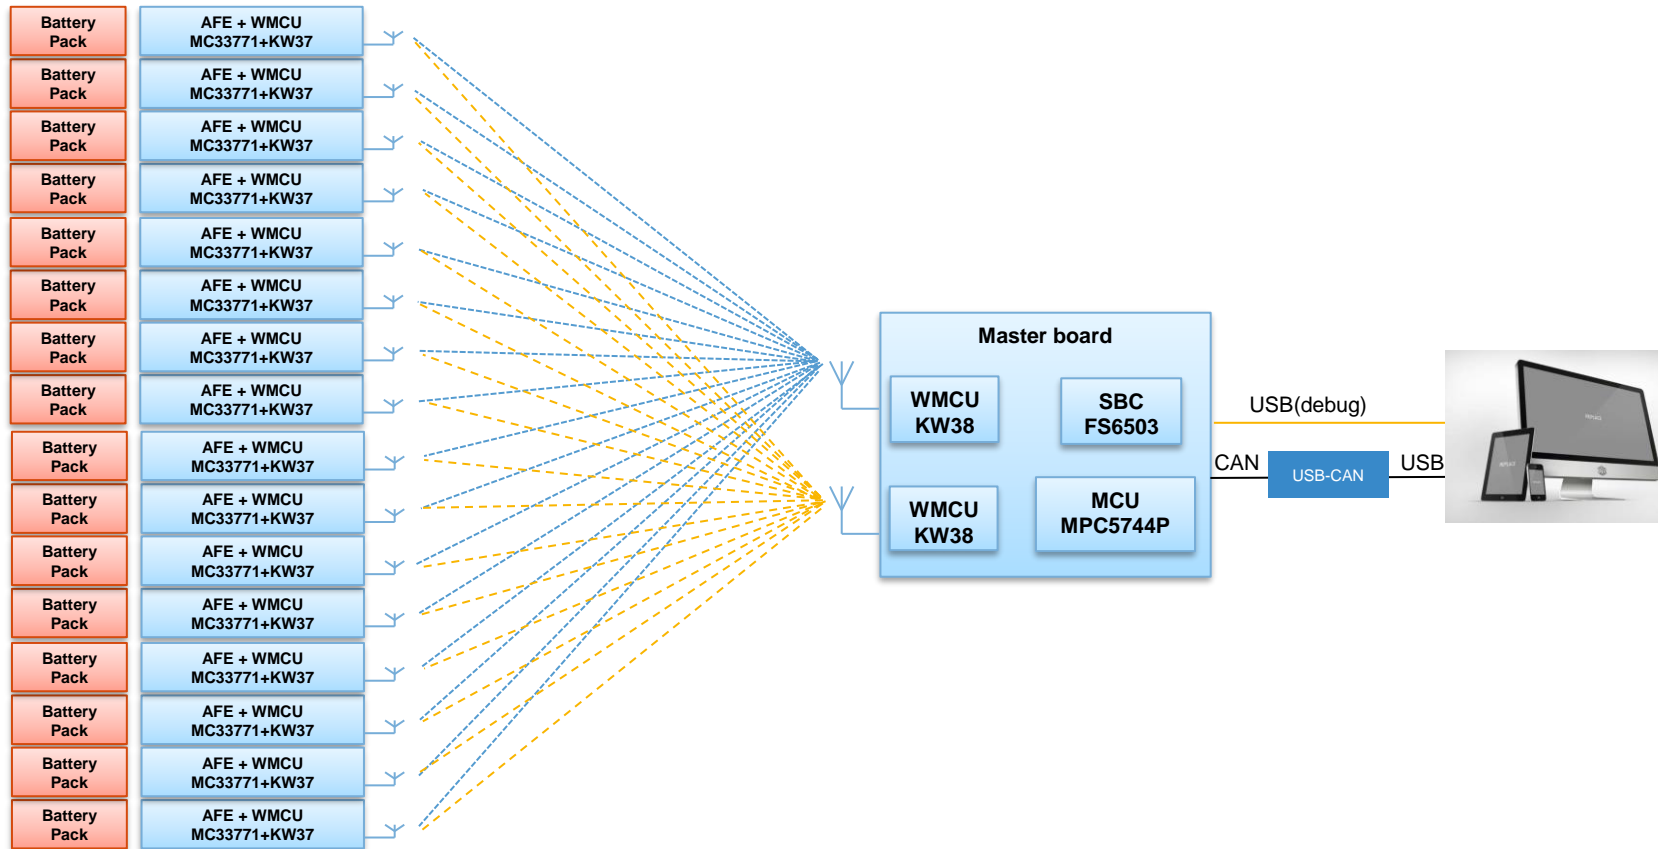 Battery
Pack
AFE + WMCU
MC33771+KW37
Battery
Pack
AFE + WMCU
MC33771+KW37
Battery
Pack
AFE + WMCU
MC33771+KW37
Battery
Pack
AFE + WMCU
MC33771+KW37
Battery
Pack
AFE + WMCU
MC33771+KW37
Battery
Pack
AFE + WMCU
MC33771+KW37
Battery
Pack
AFE + WMCU
MC33771+KW37
Battery
Pack
AFE + WMCU
MC33771+KW37
Battery
Pack
AFE + WMCU
MC33771+KW37
Battery
Pack
AFE + WMCU
MC33771+KW37
Battery
Pack
AFE + WMCU
MC33771+KW37
Battery
Pack
AFE + WMCU
MC33771+KW37
Battery
Pack
AFE + WMCU
MC33771+KW37
Battery
Pack
AFE + WMCU
MC33771+KW37
Battery
Pack
AFE + WMCU
MC33771+KW37
Battery
Pack
AFE + WMCU
MC33771+KW37
Master board
WMCU
KW38
SBC
FS6503
WMCU
KW38
MCU
MPC5744P
USB(debug)
CAN
USB-CAN
USB